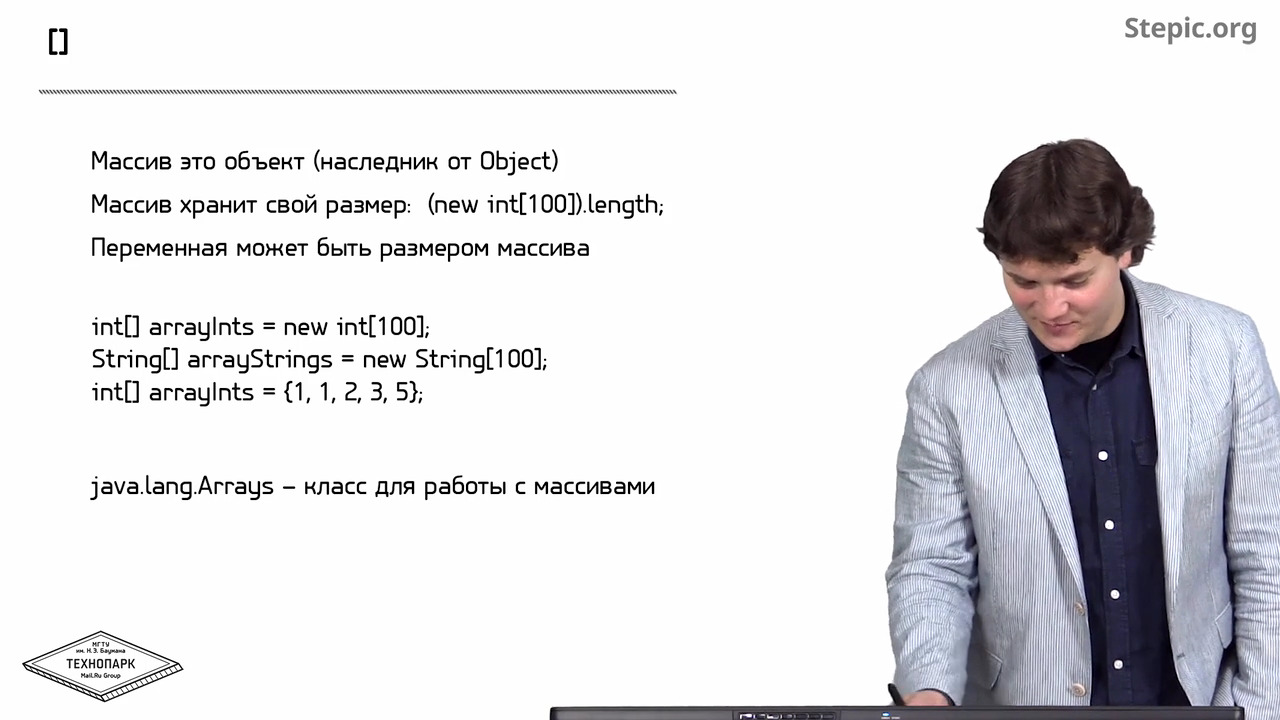 []
Stepic.org
Массив это объект (наследник от Object)
Массив хранит свой размер: (new int[100]).length;
Переменная может быть размером массива
int[] arrayInts = new int[100];
String[] arrayStrings = new String[100];
int[] arrayInts = {1, 1, 2, 3, 5};
java.lang.Arrays – класс для работы с массивами
МГТУ
им. Н.Э. Баумана
ТЕХНОПАРК
Mail.Ru Group